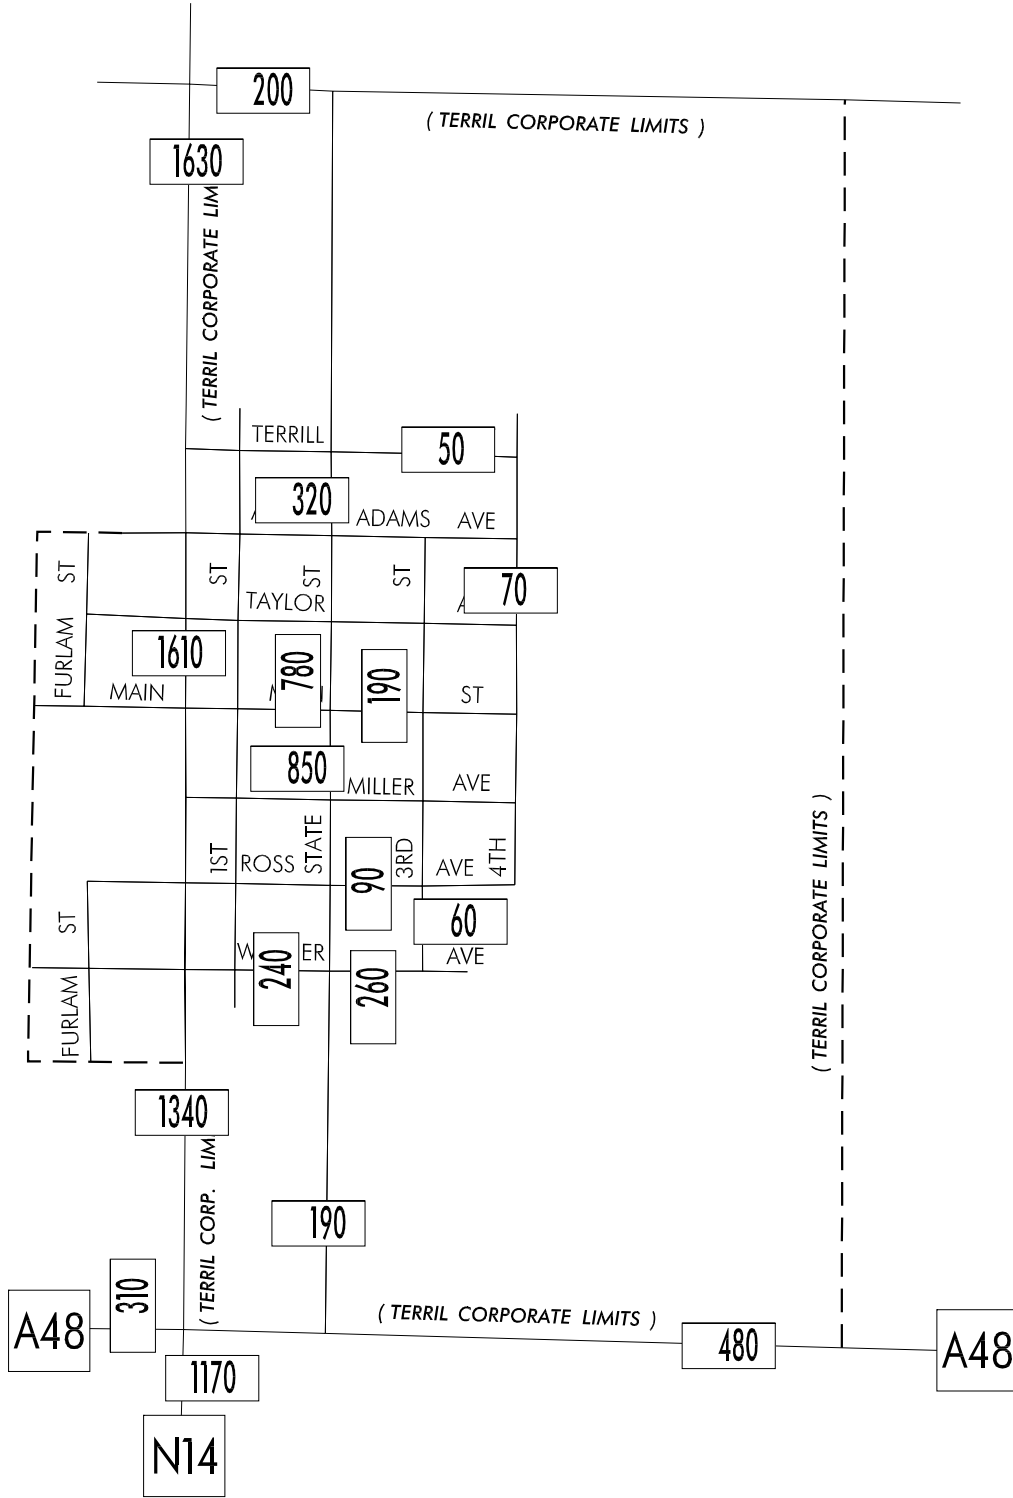 200
( TERRIL CORPORATE LIMITS )
1630
( TERRIL CORPORATE LIM
TERRILL
50
320
ADAMS AVE
ST
ST
ST
ST
70
TAYLOR
FURLAM
1610
780
190
MAIN
ST
850
MILLER
AVE
( TERRIL CORPORATE LIMITS )
1ST
STATE
3RD
4TH
ROSS
90
AVE
ST
60
240
ER
AVE
260
FURLAM
1340
( TERRIL CORP. LIM
190
310
( TERRIL CORPORATE LIMITS )
A48
480
A48
1170
N14